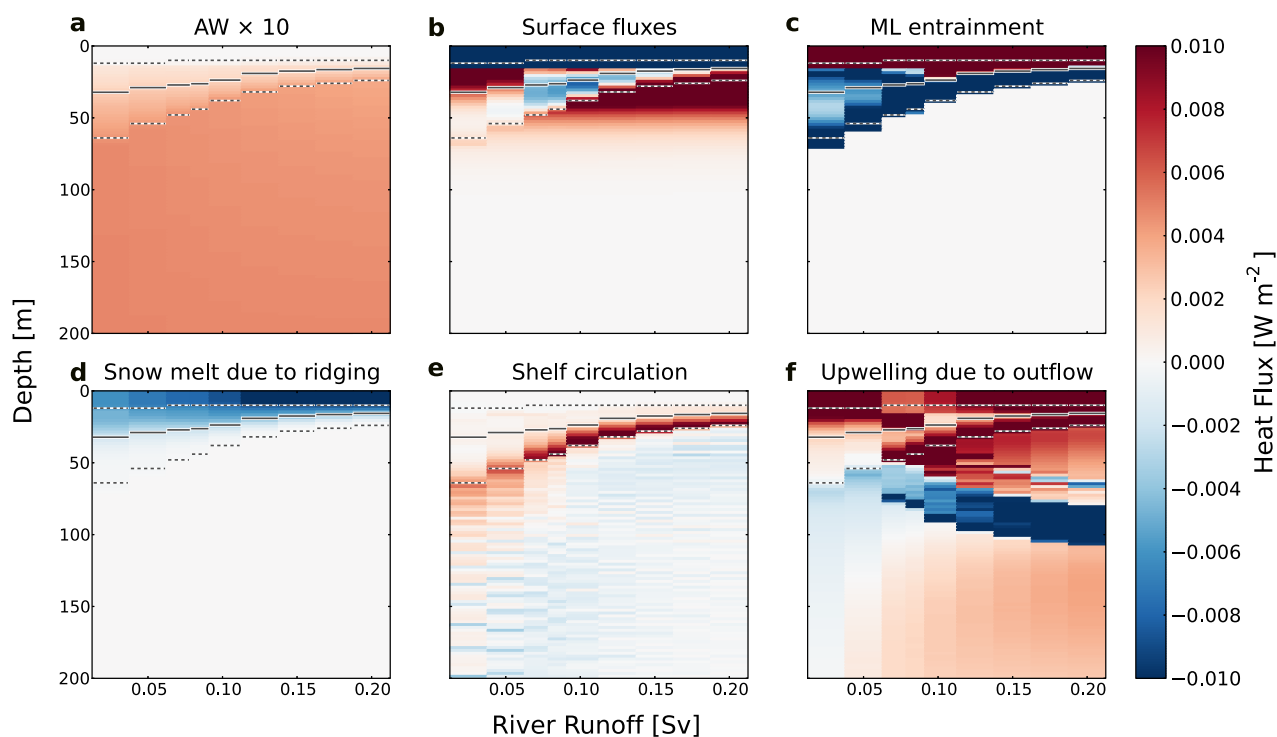 a AW × 10
b Surface fluxes
c ML entrainment
0
50
100
150
200
Depth [m]
0.010
0.008
0.006
0.004
0.002
0.000
−0.002
−0.004
−0.006
−0.008
−0.010
Heat Flux [W m⁻²]
d Snow melt due to ridging
e Shelf circulation
f Upwelling due to outflow
0
50
100
150
200
0.05 0.10 0.15 0.20
0.05 0.10 0.15 0.20
0.05 0.10 0.15 0.20
River Runoff [Sv]